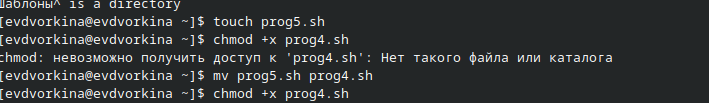 Шаблоны^ is a directory
[evdvorkina@evdvorkina ~]$ touch prog5.sh
[evdvorkina@evdvorkina ~]$ chmod +x prog4.sh
chmod: невозможно получить доступ к 'prog4.sh': Нет такого файла или каталога
[evdvorkina@evdvorkina ~]$ mv prog5.sh prog4.sh
[evdvorkina@evdvorkina ~]$ chmod +x prog4.sh